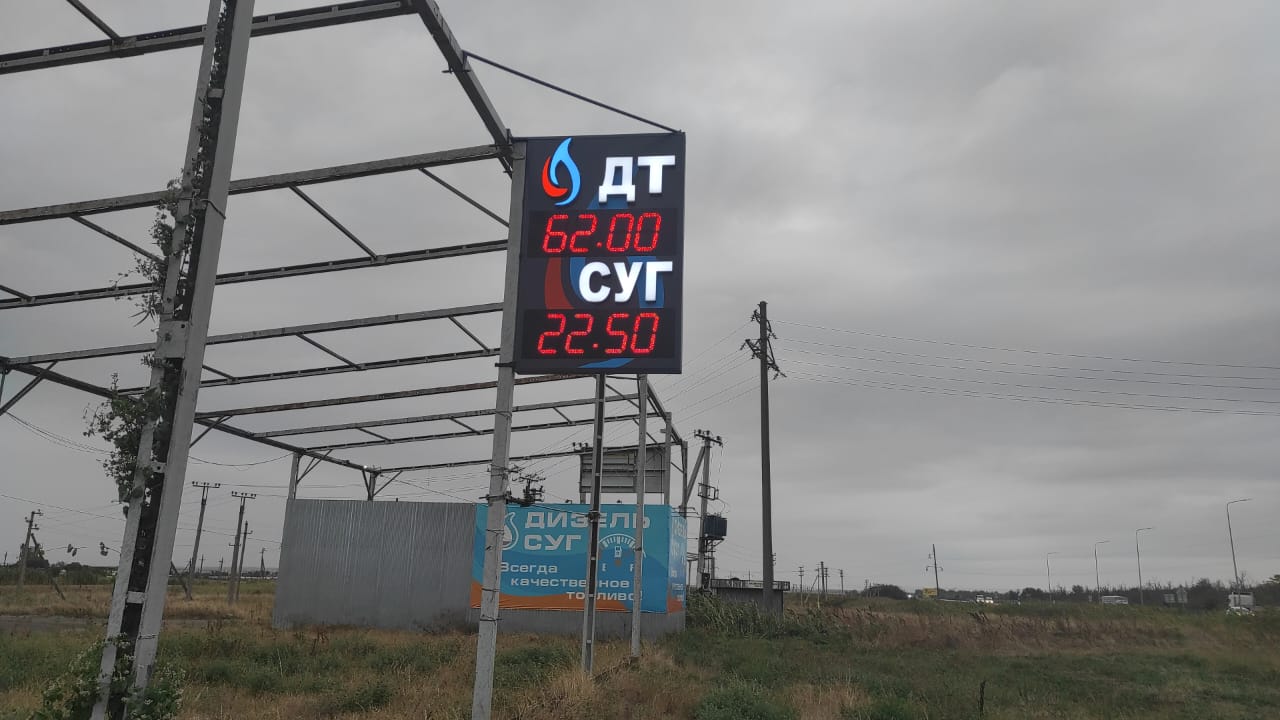 ДТ
62.00
СУГ
22.50
ДИЗЕЛЬ
СУГ
E F
Всегда
качественное
топливо!